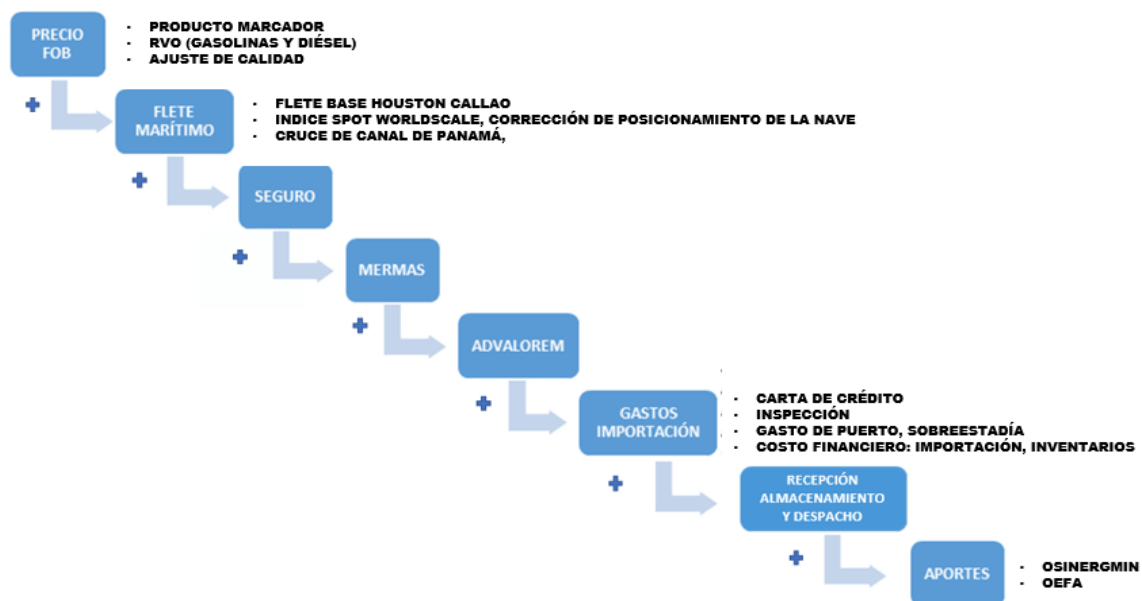 PRECIO
FOB
· PRODUCTO MARCADOR
· RVO (GASOLINAS Y DIÉSEL)
· AJUSTE DE CALIDAD
FLETE
MARÍTIMO
· FLETE BASE HOUSTON CALLAO
· INDICE SPOT WORLDSCALE, CORRECCIÓN DE POSICIONAMIENTO DE LA NAVE
· CRUCE DE CANAL DE PANAMÁ,
SEGURO
MERMAS
ADVALOREM
GASTOS
IMPORTACIÓN
· CARTA DE CRÉDITO
· INSPECCIÓN
· GASTO DE PUERTO, SOBREESTADÍA
· COSTO FINANCIERO: IMPORTACIÓN, INVENTARIOS
RECEPCIÓN
ALMACENAMIENTO
Y DESPACHO
APORTES
· OSINERGMIN
· OEFA